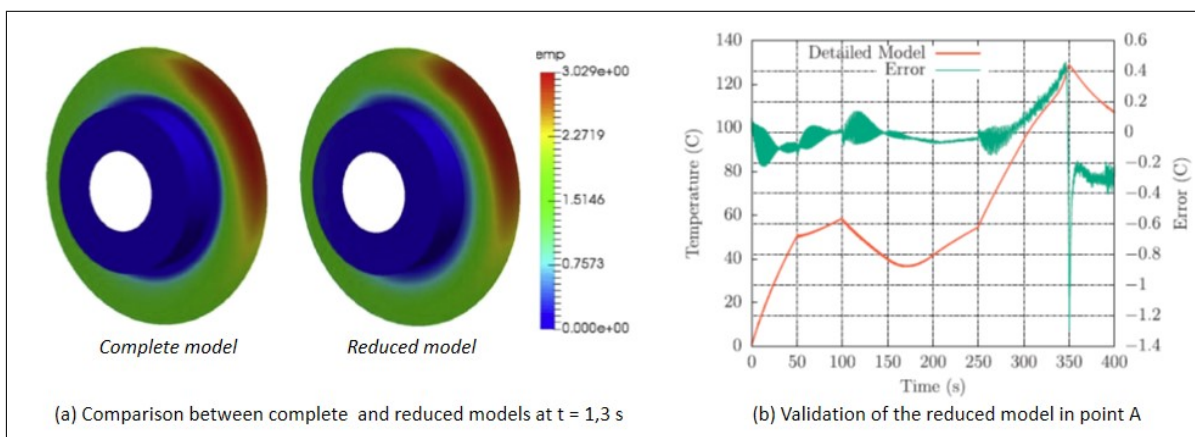 emp
3.029e+00
2.2719
1.5146
0.7573
0.000e+00
Complete model
Reduced model
(a) Comparison between complete and reduced models at t = 1,3 s
Detailed Model
Error
Temperature (C)
140
120
100
80
60
40
20
0
0.6
0.4
0.2
0
−0.2
−0.4
−0.6
−0.8
−1
−1.2
−1.4
Error (C)
0 50 100 150 200 250 300 350 400
Time (s)
(b) Validation of the reduced model in point A